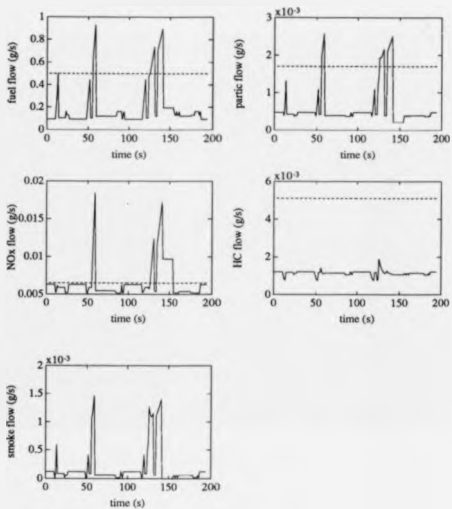 fuel flow (g/s)
1
0.8
0.6
0.4
0.2
0
0 50 100 150 200
time (s)
x10-3
partic flow (g/s)
3
2
1
0
0 50 100 150 200
time (s)
NOx flow (g/s)
0.02
0.015
0.01
0.005
0 50 100 150 200
time (s)
x10-3
HC flow (g/s)
6
4
2
0
0 50 100 150 200
time (s)
x10-3
smoke flow (g/s)
2
1.5
1
0.5
0
0 50 100 150 200
time (s)